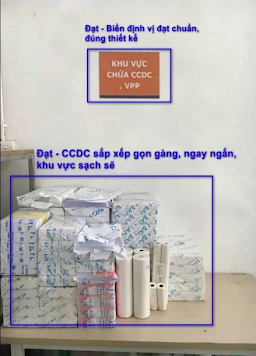 Đạt - Biển định vị đạt chuẩn,
đúng thiết kế
KHU VỰC
CHỨA CCDC
, VPP
Đạt - CCDC sắp xếp gọn gàng, ngay ngắn,
khu vực sạch sẽ